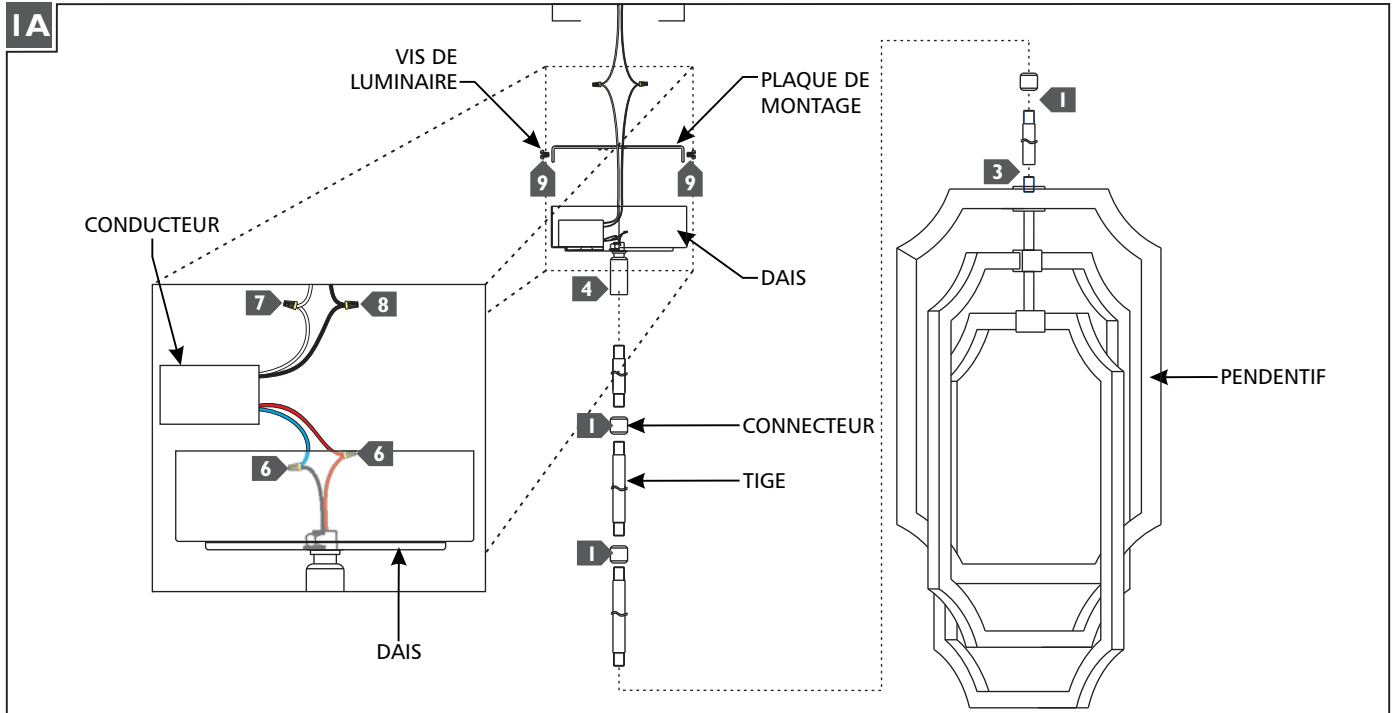 1A
VIS DE
LUMINAIRE
PLAQUE DE
MONTAGE
1
3
9
9
CONDUCTEUR
DAIS
4
7
8
PENDENTIF
1
CONNECTEUR
6
6
TIGE
1
DAIS